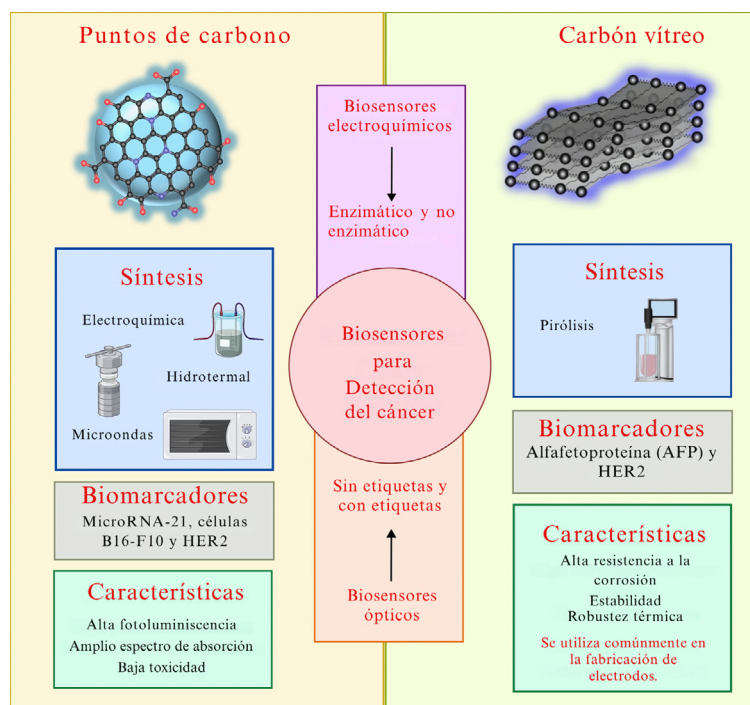 Puntos de carbono
Síntesis
Electroquímica
Hidrotermal
Microondas
Biomarcadores
MicroRNA-21, células
B16-F10 y HER2
Características
Alta fotoluminiscencia
Amplio espectro de absorción
Baja toxicidad
Biosensores
electroquímicos
Enzimático y no
enzimático
Biosensores
para
Detección
del cáncer
Sin etiquetas y
con etiquetas
Biosensores
ópticos
Carbón vítreo
Síntesis
Pirólisis
Biomarcadores
Alfafetoproteína (AFP) y
HER2
Características
Alta resistencia a la
corrosión
Estabilidad
Robustez térmica
Se utiliza comúnmente en
la fabricación de
electrodos.